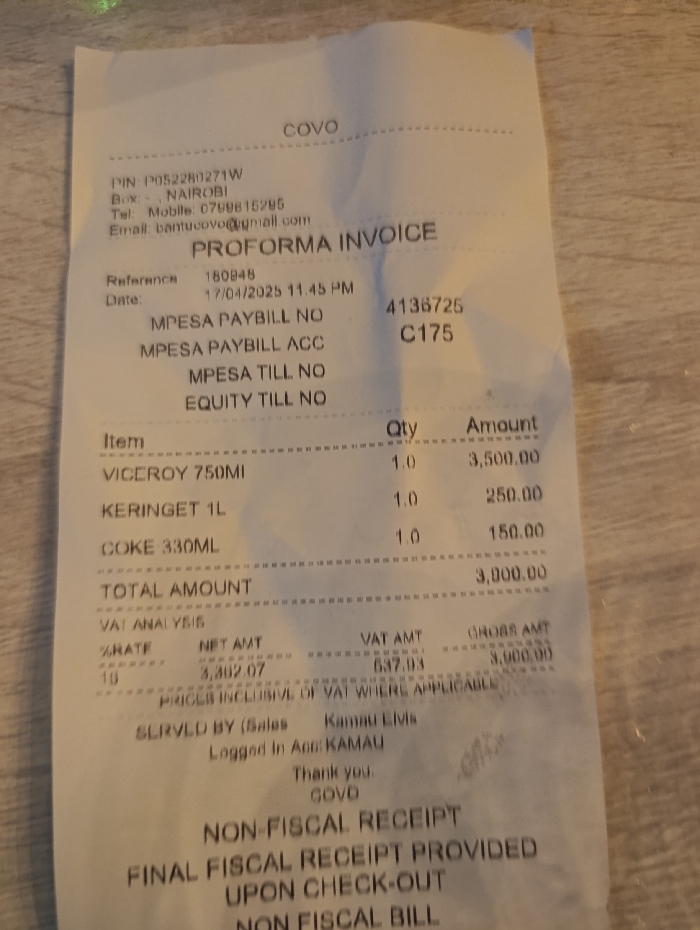 COVO
PIN: P052280271W
Box: - , NAIROBI
Tel: Mobile: 0799615295
Email: bantucovo@gmail.com
PROFORMA INVOICE
Reference 180948
Date: 17/04/2025 11.45 PM
MPESA PAYBILL NO 4136725
MPESA PAYBILL ACC C175
MPESA TILL NO
EQUITY TILL NO
Item Qty Amount
VICEROY 750Ml 1.0 3,500.00
KERINGET 1L 1.0 250.00
COKE 330ML 1.0 150.00
TOTAL AMOUNT 3,900.00
VAT ANALYSIS
%RATE NET AMT VAT AMT GROSS AMT
16 3,362.07 537.93 3,900.00
PRICES INCLUSIVE OF VAT WHERE APPLICABLE
SERVED BY (Sales Kamau Elvis
Logged In Acc: KAMAU
Thank you.
COVO
NON-FISCAL RECEIPT
FINAL FISCAL RECEIPT PROVIDED
UPON CHECK-OUT
NON FISCAL BILL